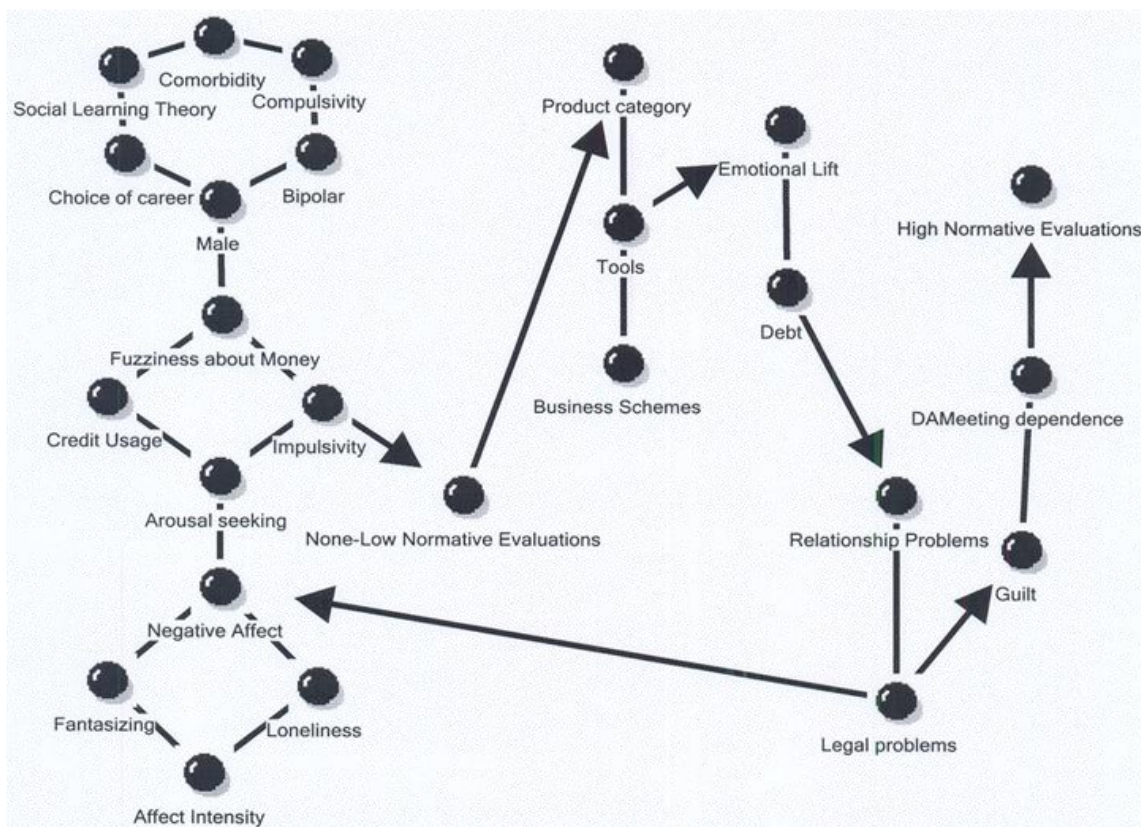 Comorbidity
Social Learning Theory
Compulsivity
Choice of career
Bipolar
Male
Fuzziness about Money
Credit Usage
Impulsivity
Arousal seeking
None-Low Normative Evaluations
Negative Affect
Fantasizing
Loneliness
Affect Intensity
Product category
Tools
Business Schemes
Emotional Lift
Debt
Relationship Problems
Legal problems
High Normative Evaluations
DAMeeting dependence
Guilt